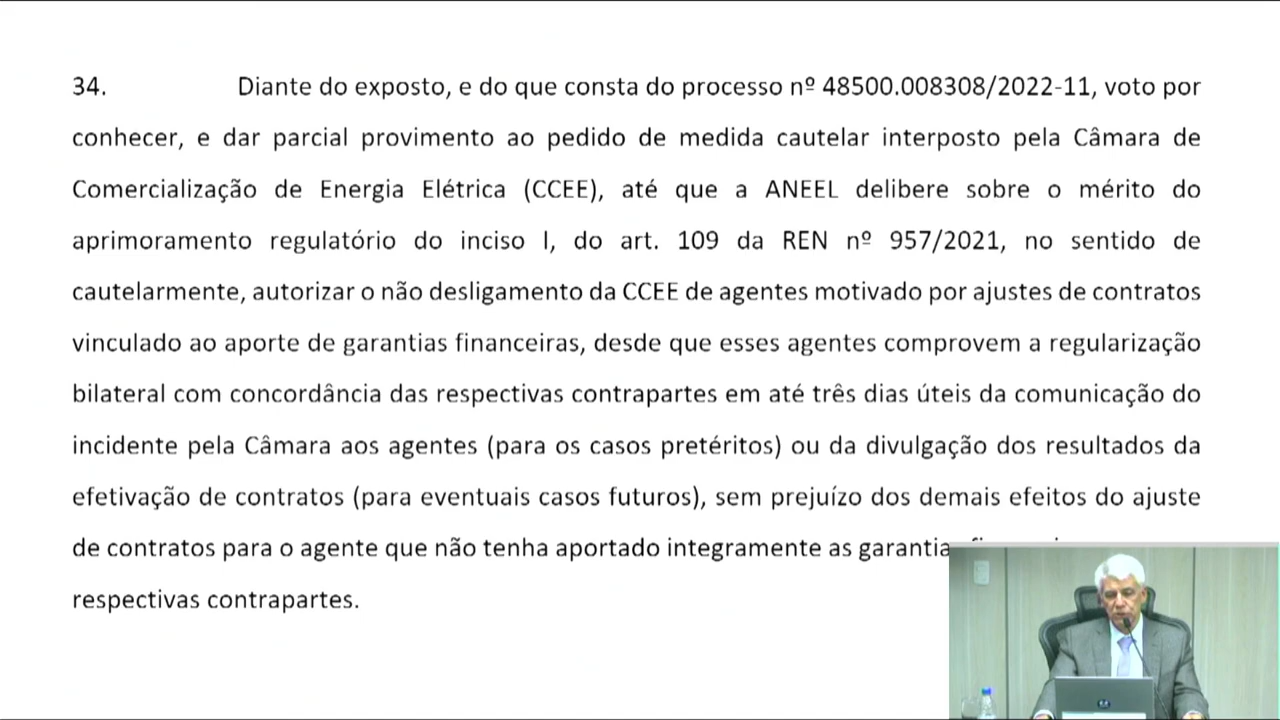 34. Diante do exposto, e do que consta do processo nº 48500.008308/2022-11, voto por
conhecer, e dar parcial provimento ao pedido de medida cautelar interposto pela Câmara de
Comercialização de Energia Elétrica (CCEE), até que a ANEEL delibere sobre o mérito do
aprimoramento regulatório do inciso I, do art. 109 da REN nº 957/2021, no sentido de
cautelarmente, autorizar o não desligamento da CCEE de agentes motivado por ajustes de contratos
vinculado ao aporte de garantias financeiras, desde que esses agentes comprovem a regularização
bilateral com concordância das respectivas contrapartes em até três dias úteis da comunicação do
incidente pela Câmara aos agentes (para os casos pretéritos) ou da divulgação dos resultados da
efetivação de contratos (para eventuais casos futuros), sem prejuízo dos demais efeitos do ajuste
de contratos para o agente que não tenha aportado integramente as
respectivas contrapartes.